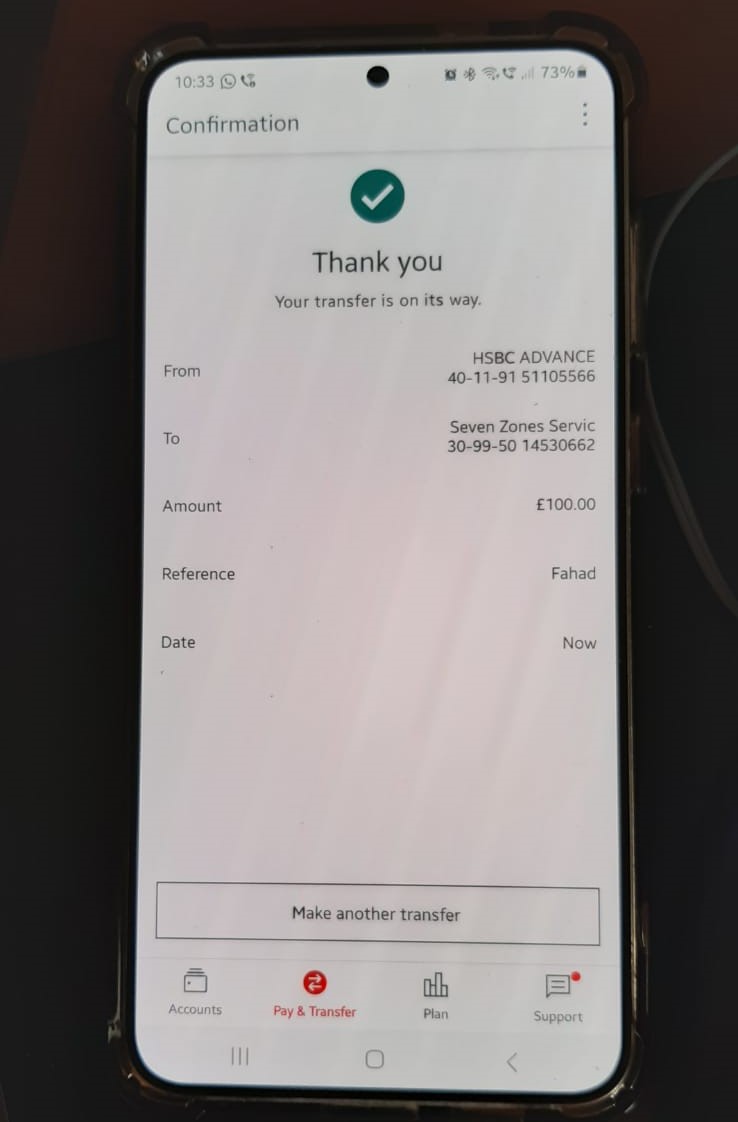 10:33 73%
Confirmation
Thank you
Your transfer is on its way.
From
HSBC ADVANCE
40-11-91 51105566
To
Seven Zones Servic
30-99-50 14530662
Amount £100.00
Reference Fahad
Date Now
Make another transfer
Accounts Pay & Transfer Plan Support